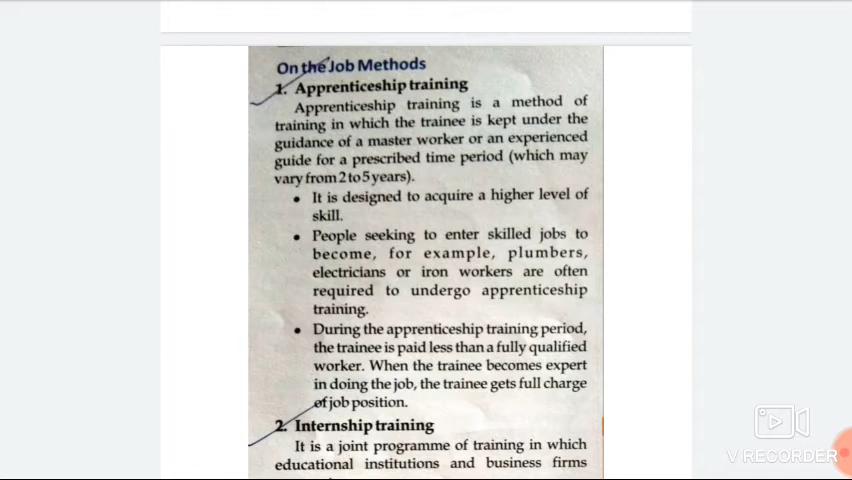 On the Job Methods
1. Apprenticeship training
Apprenticeship training is a method of
training in which the trainee is kept under the
guidance of a master worker or an experienced
guide for a prescribed time period (which may
vary from 2 to 5 years).
• It is designed to acquire a higher level of
skill.
• People seeking to enter skilled jobs to
become, for example, plumbers,
electricians or iron workers are often
required to undergo apprenticeship
training.
• During the apprenticeship training period,
the trainee is paid less than a fully qualified
worker. When the trainee becomes expert
in doing the job, the trainee gets full charge
of job position.
2. Internship training
It is a joint programme of training in which
educational institutions and business firms
V RECORDER